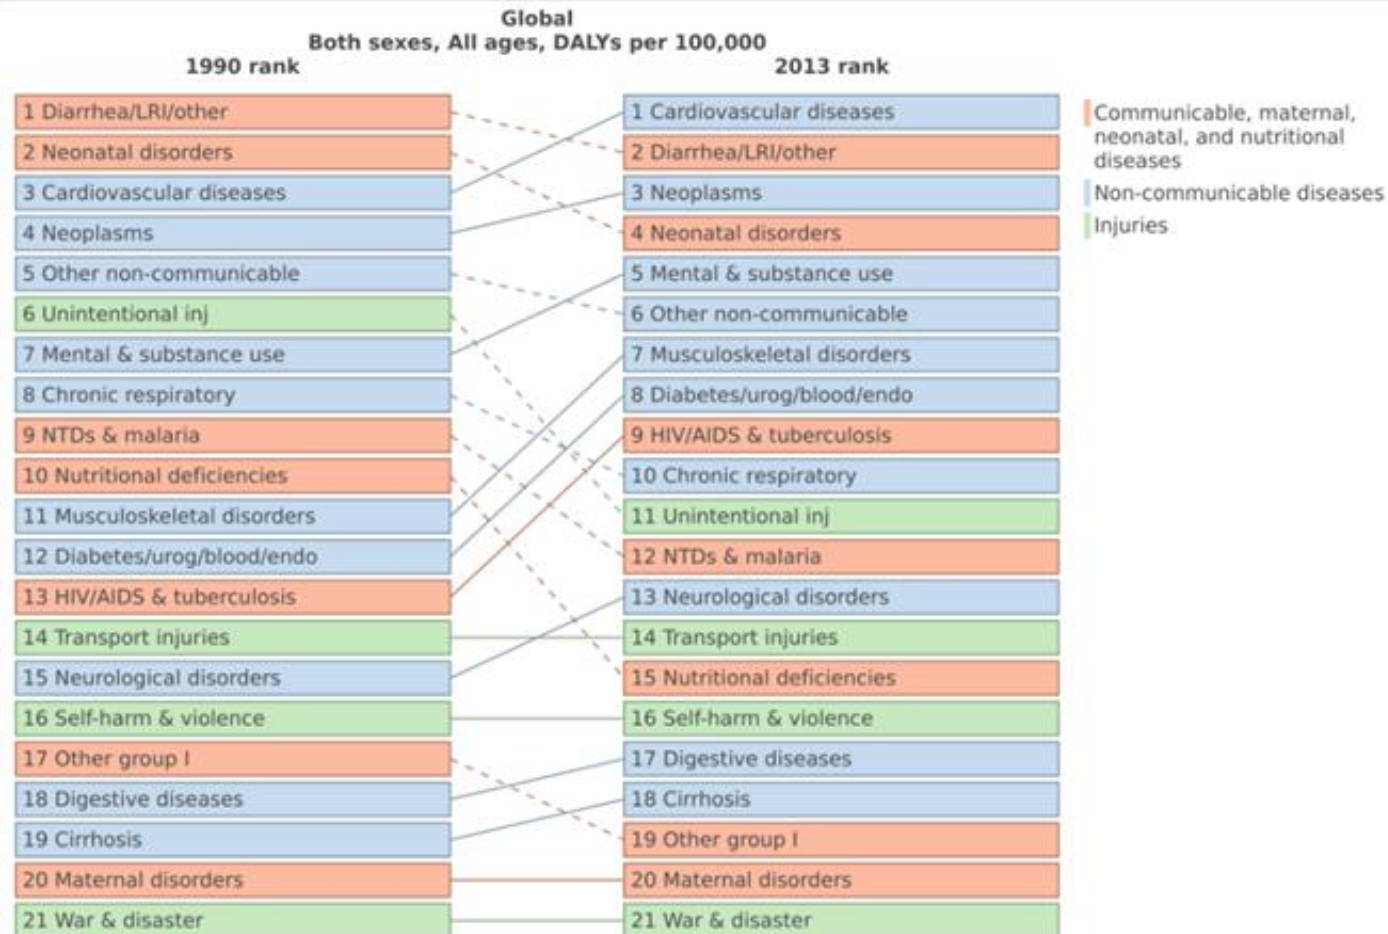 Global
Both sexes, All ages, DALYs per 100,000
1990 rank
2013 rank
1 Diarrhea/LRI/other
2 Neonatal disorders
3 Cardiovascular diseases
4 Neoplasms
5 Other non-communicable
6 Unintentional inj
7 Mental & substance use
8 Chronic respiratory
9 NTDs & malaria
10 Nutritional deficiencies
11 Musculoskeletal disorders
12 Diabetes/urog/blood/endo
13 HIV/AIDS & tuberculosis
14 Transport injuries
15 Neurological disorders
16 Self-harm & violence
17 Other group I
18 Digestive diseases
19 Cirrhosis
20 Maternal disorders
21 War & disaster
1 Cardiovascular diseases
2 Diarrhea/LRI/other
3 Neoplasms
4 Neonatal disorders
5 Mental & substance use
6 Other non-communicable
7 Musculoskeletal disorders
8 Diabetes/urog/blood/endo
9 HIV/AIDS & tuberculosis
10 Chronic respiratory
11 Unintentional inj
12 NTDs & malaria
13 Neurological disorders
14 Transport injuries
15 Nutritional deficiencies
16 Self-harm & violence
17 Digestive diseases
18 Cirrhosis
19 Other group I
20 Maternal disorders
21 War & disaster
Communicable, maternal,
neonatal, and nutritional
diseases
Non-communicable diseases
Injuries